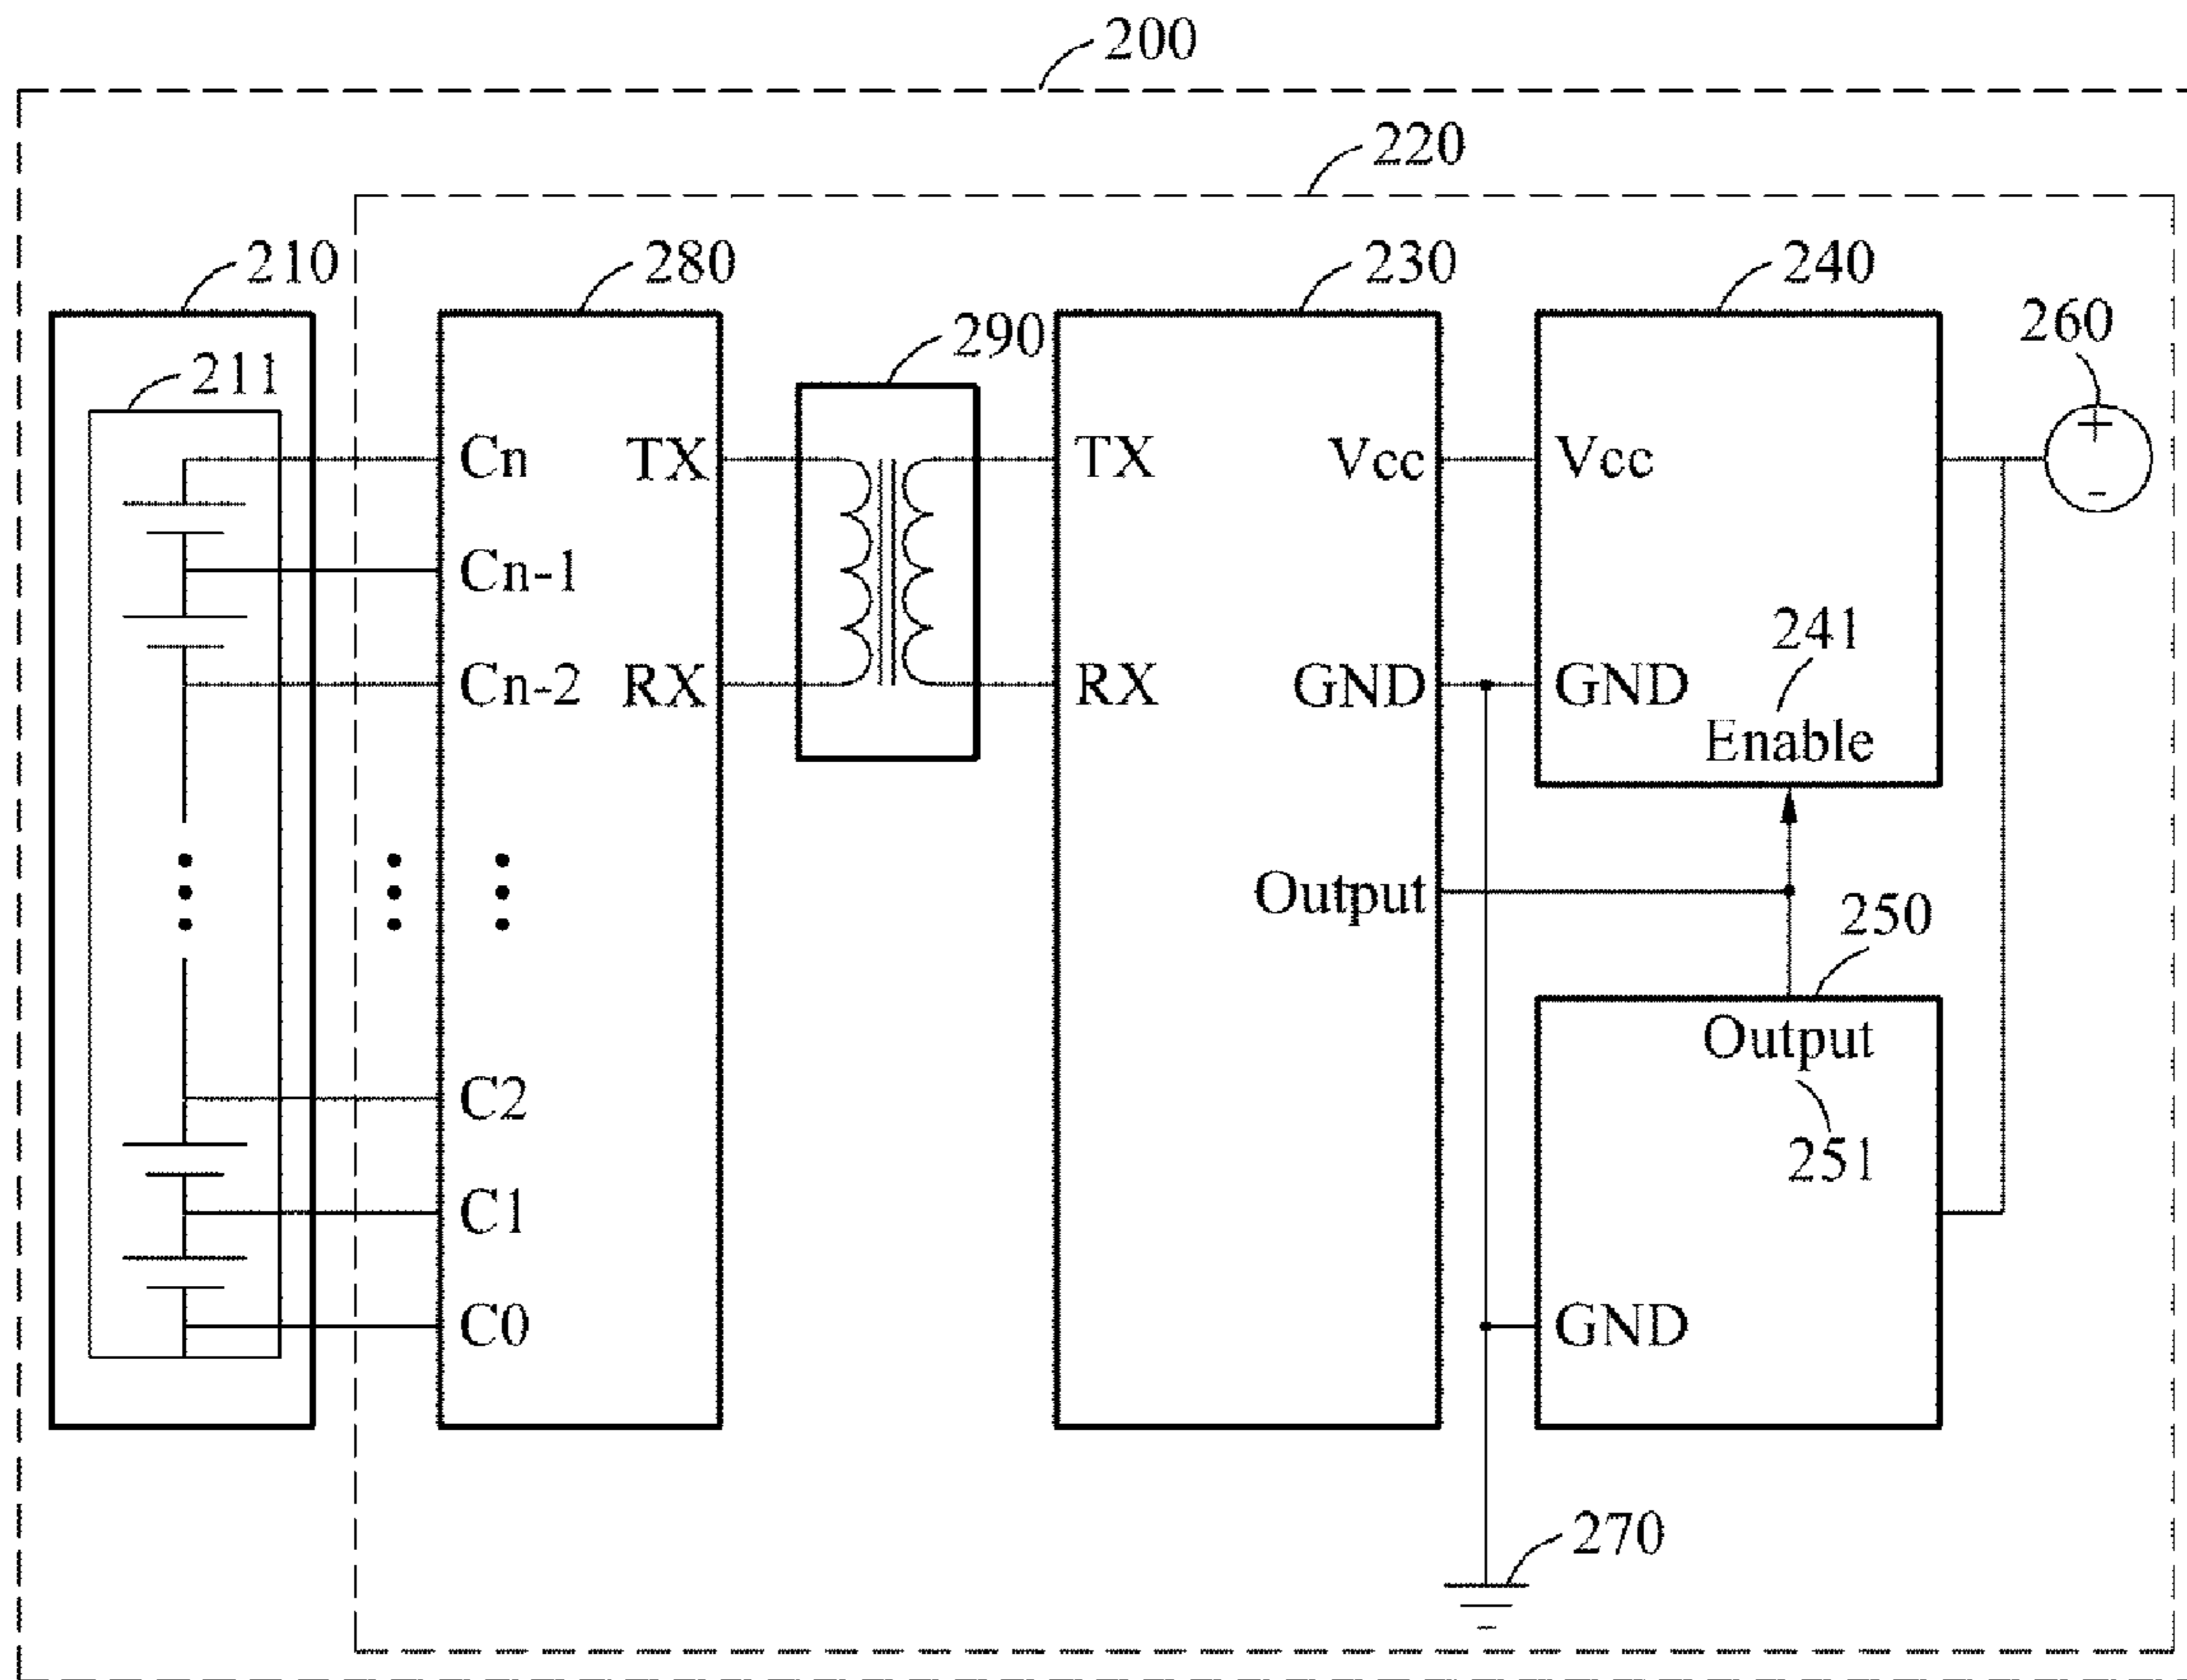 200
220
210
280
230
240
290
260
211
Cn
TX
TX
Vcc
Vcc
+
-
Cn-1
241
Cn-2
RX
RX
GND
GND
Enable
Output
250
Output
C2
251
C1
C0
GND
270